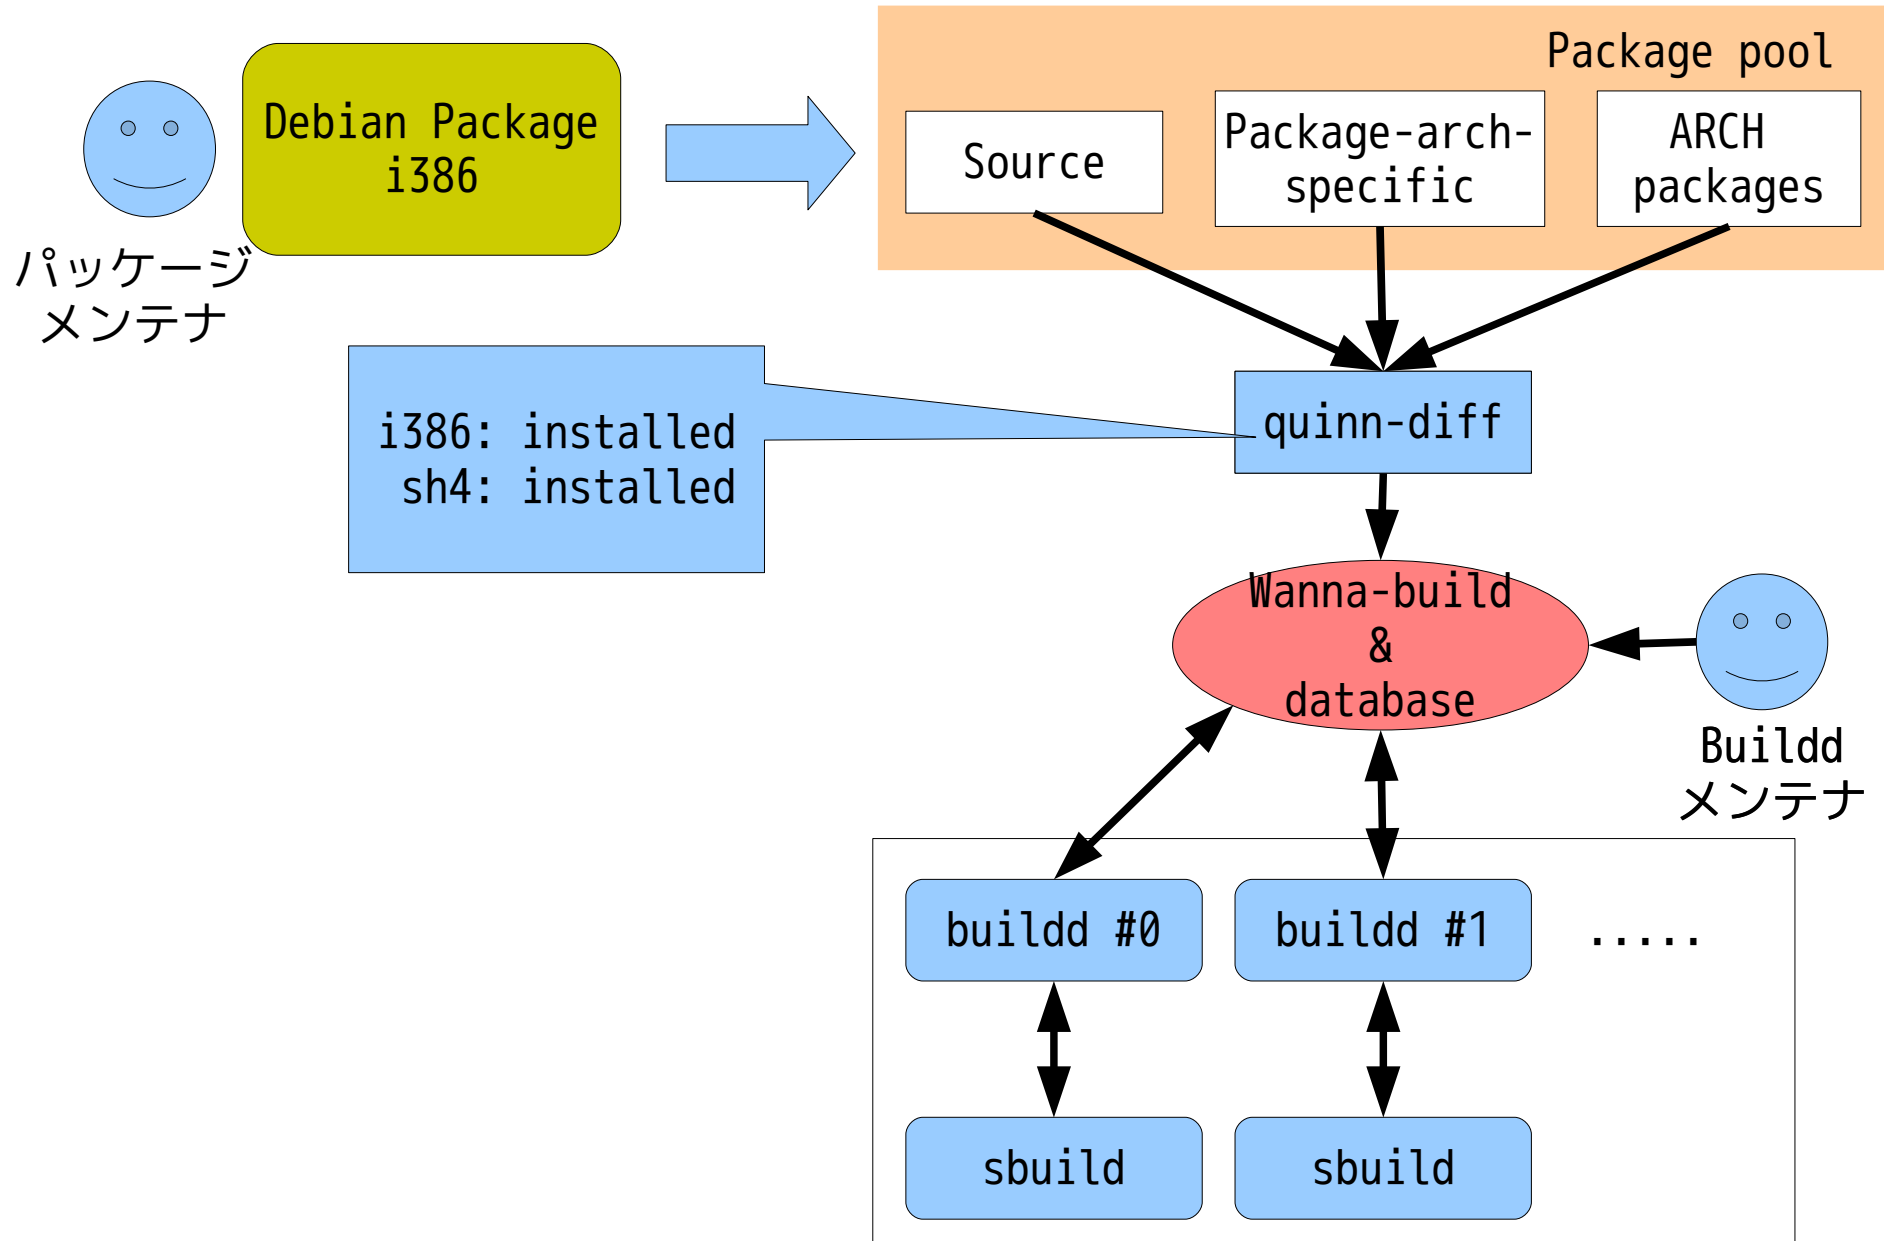 Debian Package
i386
パッケージ
メンテナ
Package pool
Source
Package-arch-
specific
ARCH
packages
i386: installed
sh4: installed
quinn-diff
Wanna-build
&
database
Buildd
メンテナ
buildd #0
buildd #1
.....
sbuild
sbuild